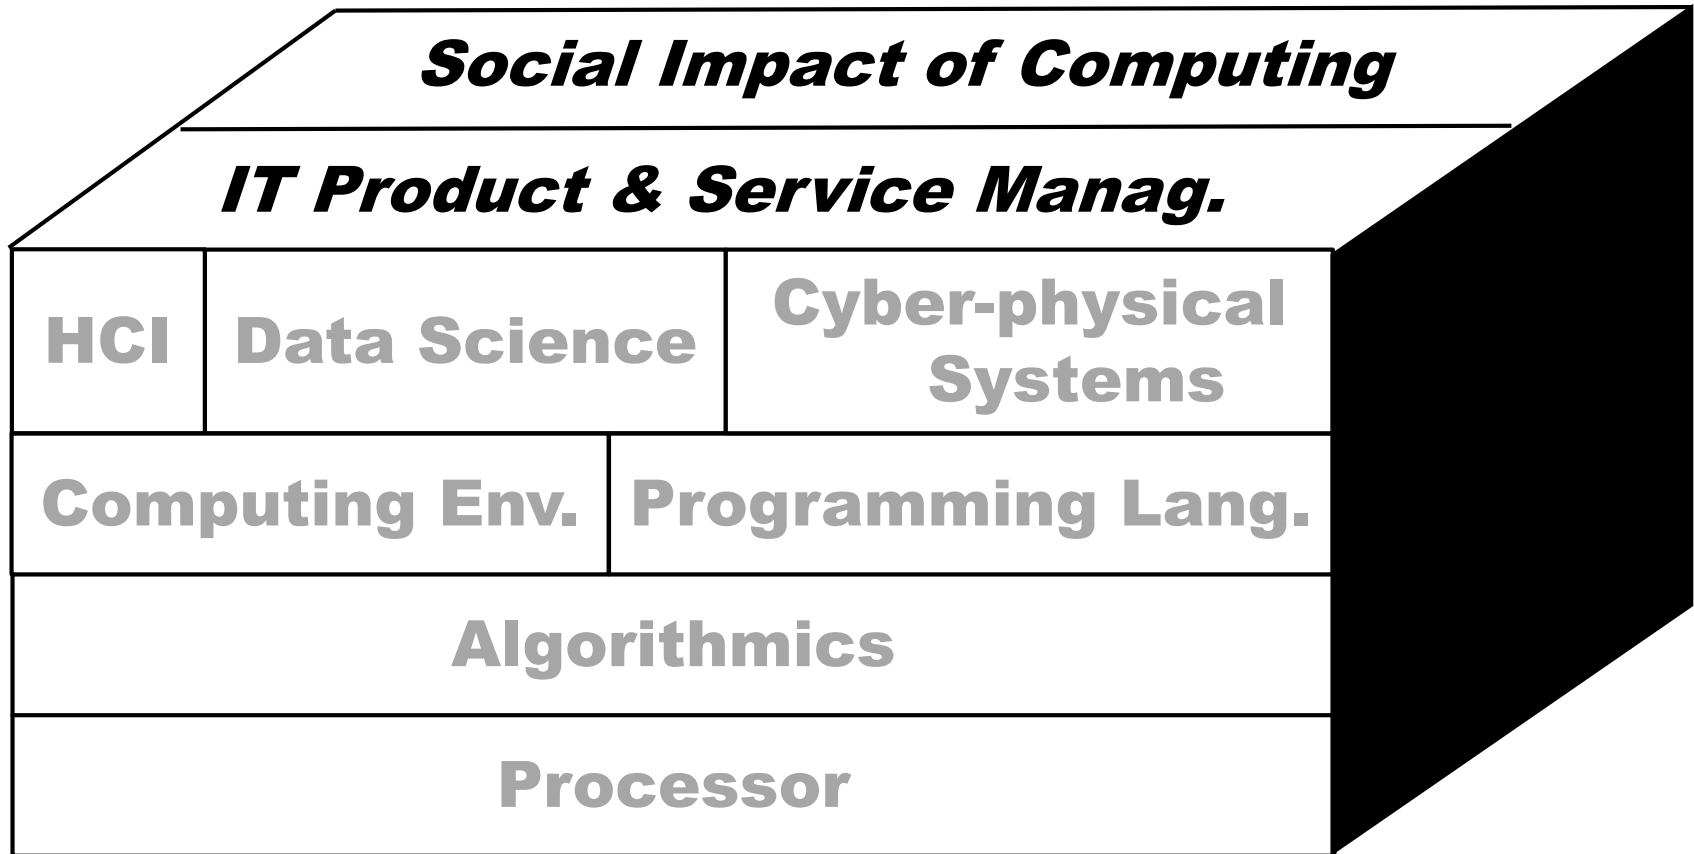 Social Impact of Computing
IT Product & Service Manag.
HCI
Data Science
Cyber-physical
Systems
Computing Env.
Programming Lang.
Algorithmics
Processor